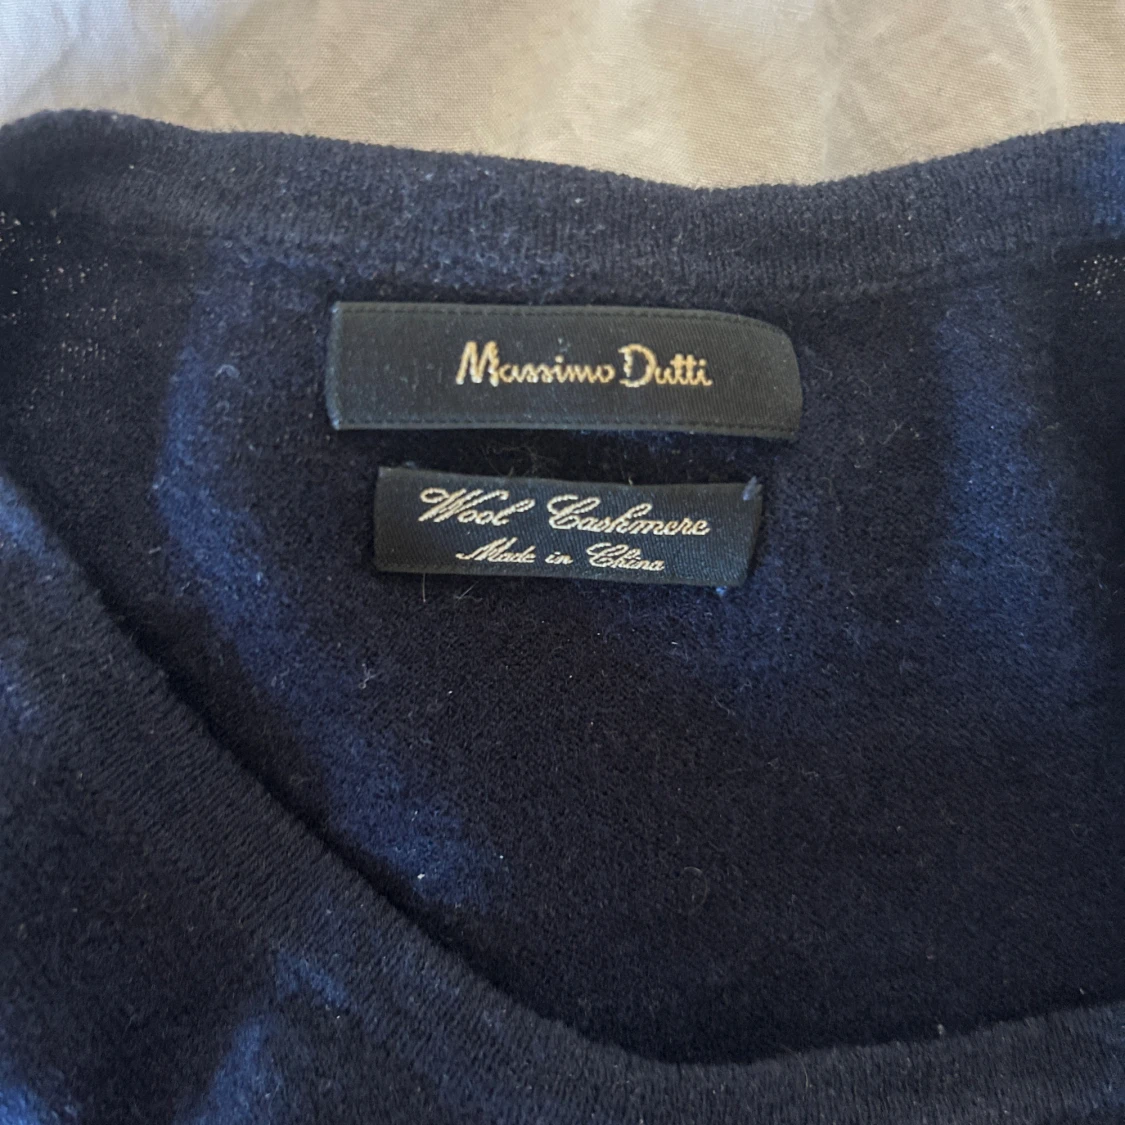 Massimo Dutti
Wool Cashmere
Made in China